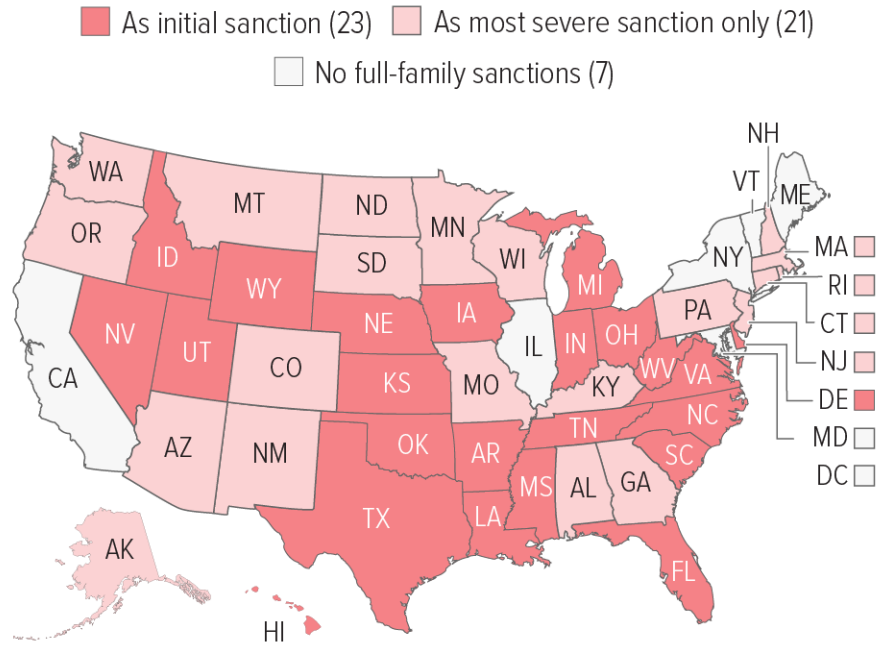 As initial sanction (23) As most severe sanction only (21)
No full-family sanctions (7)
NH
VT
ME
WA
MT
ND
MN
OR
ID
SD
WI
NY
MA
WY
MI
RI
NV
NE
IA
PA
CT
UT
IL
IN
OH
NJ
CA
CO
KS
MO
KY
WV
VA
DE
AZ
NM
OK
AR
TN
NC
MD
SC
DC
MS
AL
GA
TX
LA
AK
FL
HI